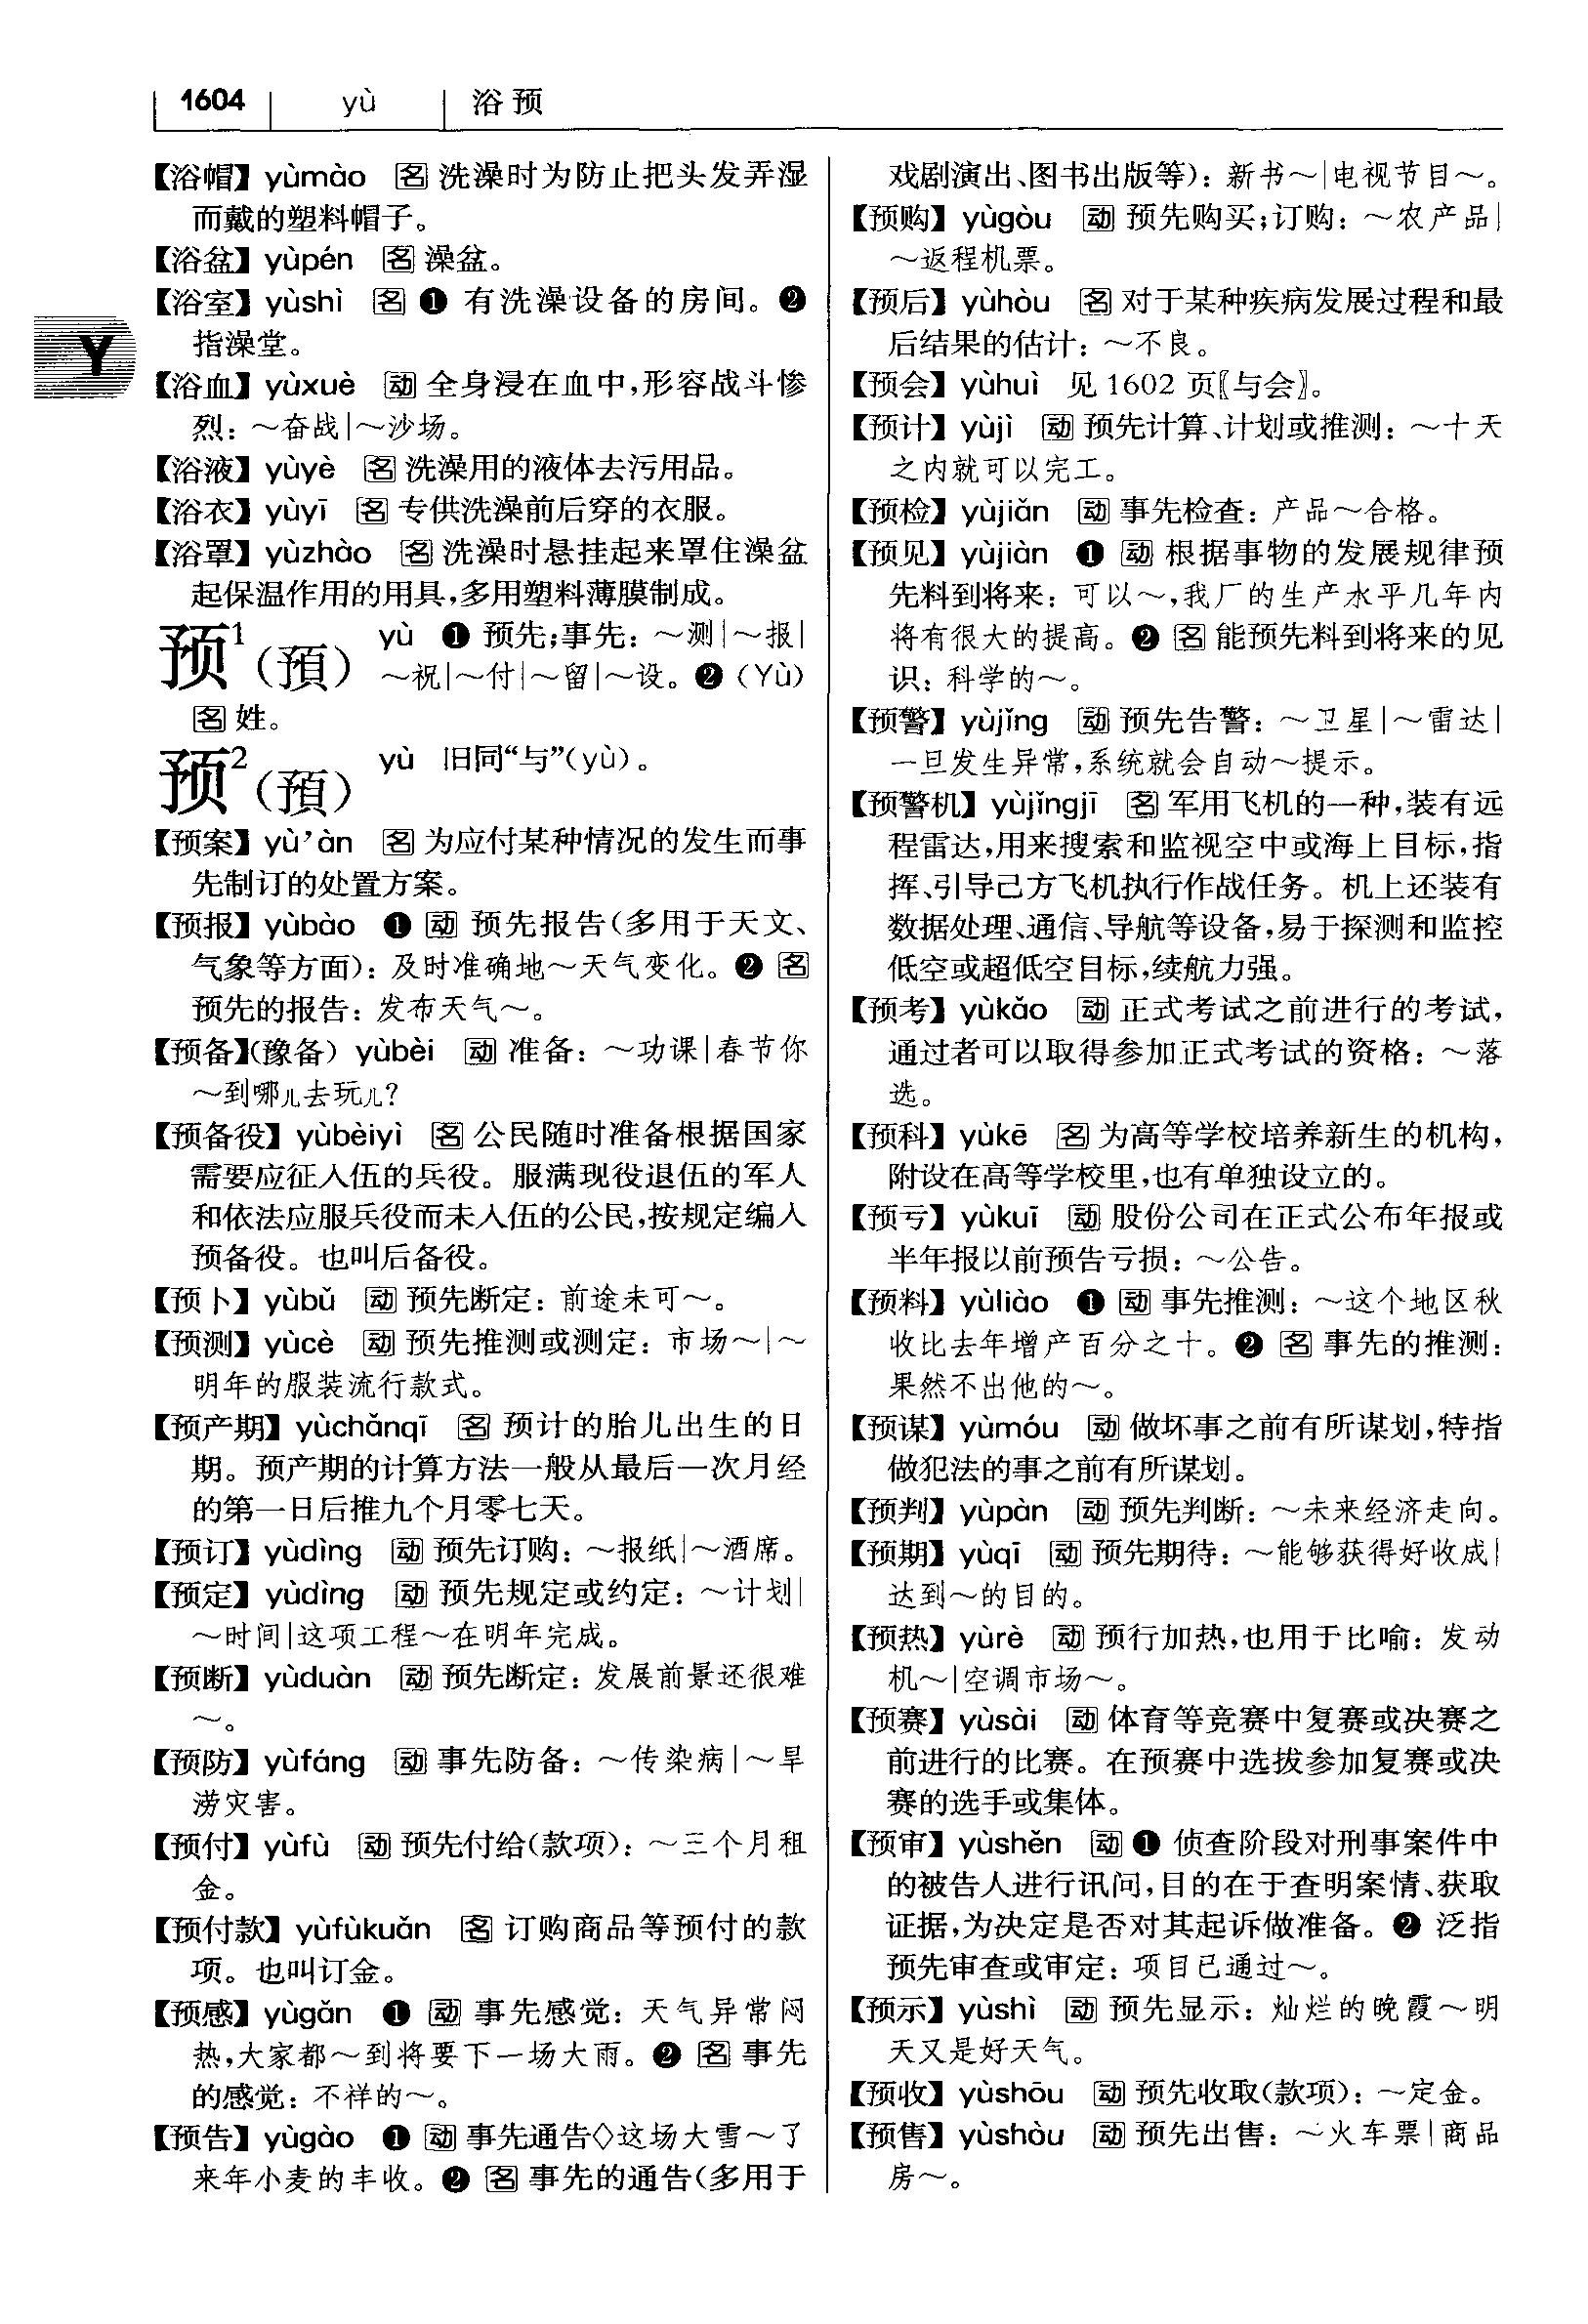 1604 yù 浴预
【浴帽】 yùmào 名 洗澡时为防止把头发弄湿
而戴的塑料帽子。
【浴盆】 yùpén 名 澡盆。
【浴室】 yùshì 名 ❶ 有洗澡设备的房间。❷
指澡堂。
Y
【浴血】 yùxuè 动 全身浸在血中,形容战斗惨
烈：～奋战|～沙场。
【浴液】 yùyè 名 洗澡用的液体去污用品。
【浴衣】 yùyī 名 专供洗澡前后穿的衣服。
【浴罩】 yùzhào 名 洗澡时悬挂起来罩住澡盆
起保温作用的用具,多用塑料薄膜制成。
预¹(預) yù ❶ 预先;事先：～测|～报|
～祝|～付|～留|～设。❷ (Yù)
名 姓。
预²(預) yù 旧同“与”(yù)。
【预案】 yù’àn 名 为应付某种情况的发生而事
先制订的处置方案。
【预报】 yùbào ❶ 动 预先报告(多用于天文、
气象等方面)：及时准确地～天气变化。❷ 名
预先的报告：发布天气～。
【预备】(豫备) yùbèi 动 准备：～功课|春节你
～到哪儿去玩儿?
【预备役】 yùbèiyì 名 公民随时准备根据国家
需要应征入伍的兵役。服满现役退伍的军人
和依法应服兵役而未入伍的公民,按规定编入
预备役。也叫后备役。
【预卜】 yùbǔ 动 预先断定：前途未可～。
【预测】 yùcè 动 预先推测或测定：市场～|～
明年的服装流行款式。
【预产期】 yùchǎnqī 名 预计的胎儿出生的日
期。预产期的计算方法一般从最后一次月经
的第一日后推九个月零七天。
【预订】 yùdìng 动 预先订购：～报纸|～酒席。
【预定】 yùdìng 动 预先规定或约定：～计划|
～时间|这项工程～在明年完成。
【预断】 yùduàn 动 预先断定：发展前景还很难
～。
【预防】 yùfáng 动 事先防备：～传染病|～旱
涝灾害。
【预付】 yùfù 动 预先付给(款项)：～三个月租
金。
【预付款】 yùfùkuǎn 名 订购商品等预付的款
项。也叫订金。
【预感】 yùgǎn ❶ 动 事先感觉：天气异常闷
热,大家都～到将要下一场大雨。❷ 名 事先
的感觉：不祥的～。
【预告】 yùgào ❶ 动 事先通告◇这场大雪～了
来年小麦的丰收。❷ 名 事先的通告(多用于
戏剧演出、图书出版等)：新书～|电视节目～。
【预购】 yùgòu 动 预先购买;订购：～农产品|
～返程机票。
【预后】 yùhòu 名 对于某种疾病发展过程和最
后结果的估计：～不良。
【预会】 yùhuì 见 1602 页〖与会〗。
【预计】 yùjì 动 预先计算、计划或推测：～十天
之内就可以完工。
【预检】 yùjiǎn 动 事先检查：产品～合格。
【预见】 yùjiàn ❶ 动 根据事物的发展规律预
先料到将来：可以～,我厂的生产水平几年内
将有很大的提高。❷ 名 能预先料到将来的见
识：科学的～。
【预警】 yùjǐng 动 预先告警：～卫星|～雷达|
一旦发生异常,系统就会自动～提示。
【预警机】 yùjǐngjī 名 军用飞机的一种,装有远
程雷达,用来搜索和监视空中或海上目标,指
挥、引导己方飞机执行作战任务。机上还装有
数据处理、通信、导航等设备,易于探测和监控
低空或超低空目标,续航力强。
【预考】 yùkǎo 动 正式考试之前进行的考试,
通过者可以取得参加正式考试的资格：～落
选。
【预科】 yùkē 名 为高等学校培养新生的机构,
附设在高等学校里,也有单独设立的。
【预亏】 yùkuī 动 股份公司在正式公布年报或
半年报以前预告亏损：～公告。
【预料】 yùliào ❶ 动 事先推测：～这个地区秋
收比去年增产百分之十。❷ 名 事先的推测：
果然不出他的～。
【预谋】 yùmóu 动 做坏事之前有所谋划,特指
做犯法的事之前有所谋划。
【预判】 yùpàn 动 预先判断：～未来经济走向。
【预期】 yùqī 动 预先期待：～能够获得好收成|
达到～的目的。
【预热】 yùrè 动 预行加热,也用于比喻：发动
机～|空调市场～。
【预赛】 yùsài 动 体育等竞赛中复赛或决赛之
前进行的比赛。在预赛中选拔参加复赛或决
赛的选手或集体。
【预审】 yùshěn 动 ❶ 侦查阶段对刑事案件中
的被告人进行讯问,目的在于查明案情、获取
证据,为决定是否对其起诉做准备。❷ 泛指
预先审查或审定：项目已通过～。
【预示】 yùshì 动 预先显示：灿烂的晚霞～明
天又是好天气。
【预收】 yùshōu 动 预先收取(款项)：～定金。
【预售】 yùshòu 动 预先出售：～火车票|商品
房～。